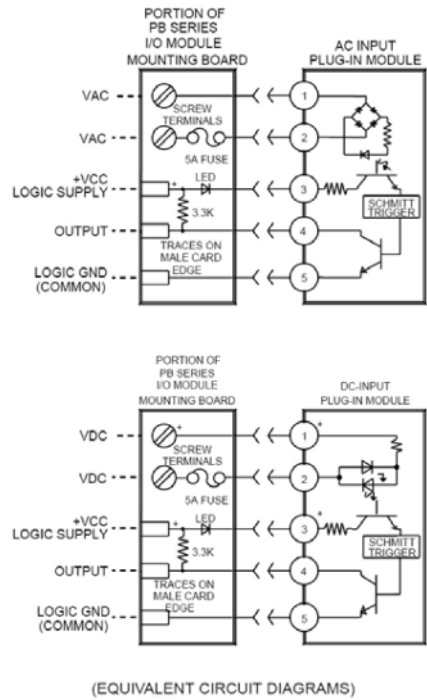 PORTION OF
PB SERIES
I/O MODULE
MOUNTING BOARD
AC INPUT
PLUG-IN MODULE
VAC
1
SCREW
TERMINALS
VAC
2
5A FUSE
+VCC
LOGIC SUPPLY
+
LED
3
3.3K
SCHMITT
TRIGGER
OUTPUT
4
TRACES ON
MALE CARD
EDGE
LOGIC GND
(COMMON)
5
PORTION OF
PB SERIES
I/O MODULE
MOUNTING BOARD
DC-INPUT
PLUG-IN MODULE
VDC
+
1
+
SCREW
TERMINALS
VDC
2
5A FUSE
+VCC
LOGIC SUPPLY
+
LED
3
+
3.3K
SCHMITT
TRIGGER
OUTPUT
4
TRACES ON
MALE CARD
EDGE
LOGIC GND
(COMMON)
5
(EQUIVALENT CIRCUIT DIAGRAMS)